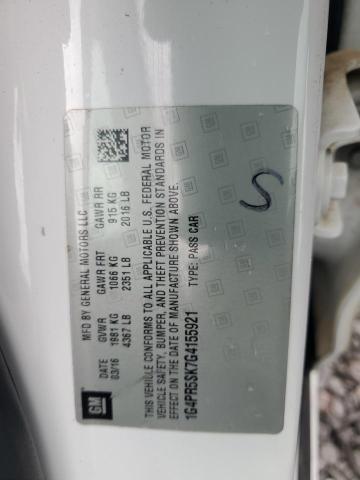 GM
MFD BY GENERAL MOTORS LLC
DATE GVWR GAWR FRT GAWR RR
03/16 1981 KG 1066 KG 915 KG
4367 LB 2351 LB 2016 LB
THIS VEHICLE CONFORMS TO ALL APPLICABLE U.S. FEDERAL MOTOR
VEHICLE SAFETY, BUMPER, AND THEFT PREVENTION STANDARDS IN
EFFECT ON THE DATE OF MANUFACTURE SHOWN ABOVE.
1G4PR5SK7G4155921 TYPE: PASS CAR
S